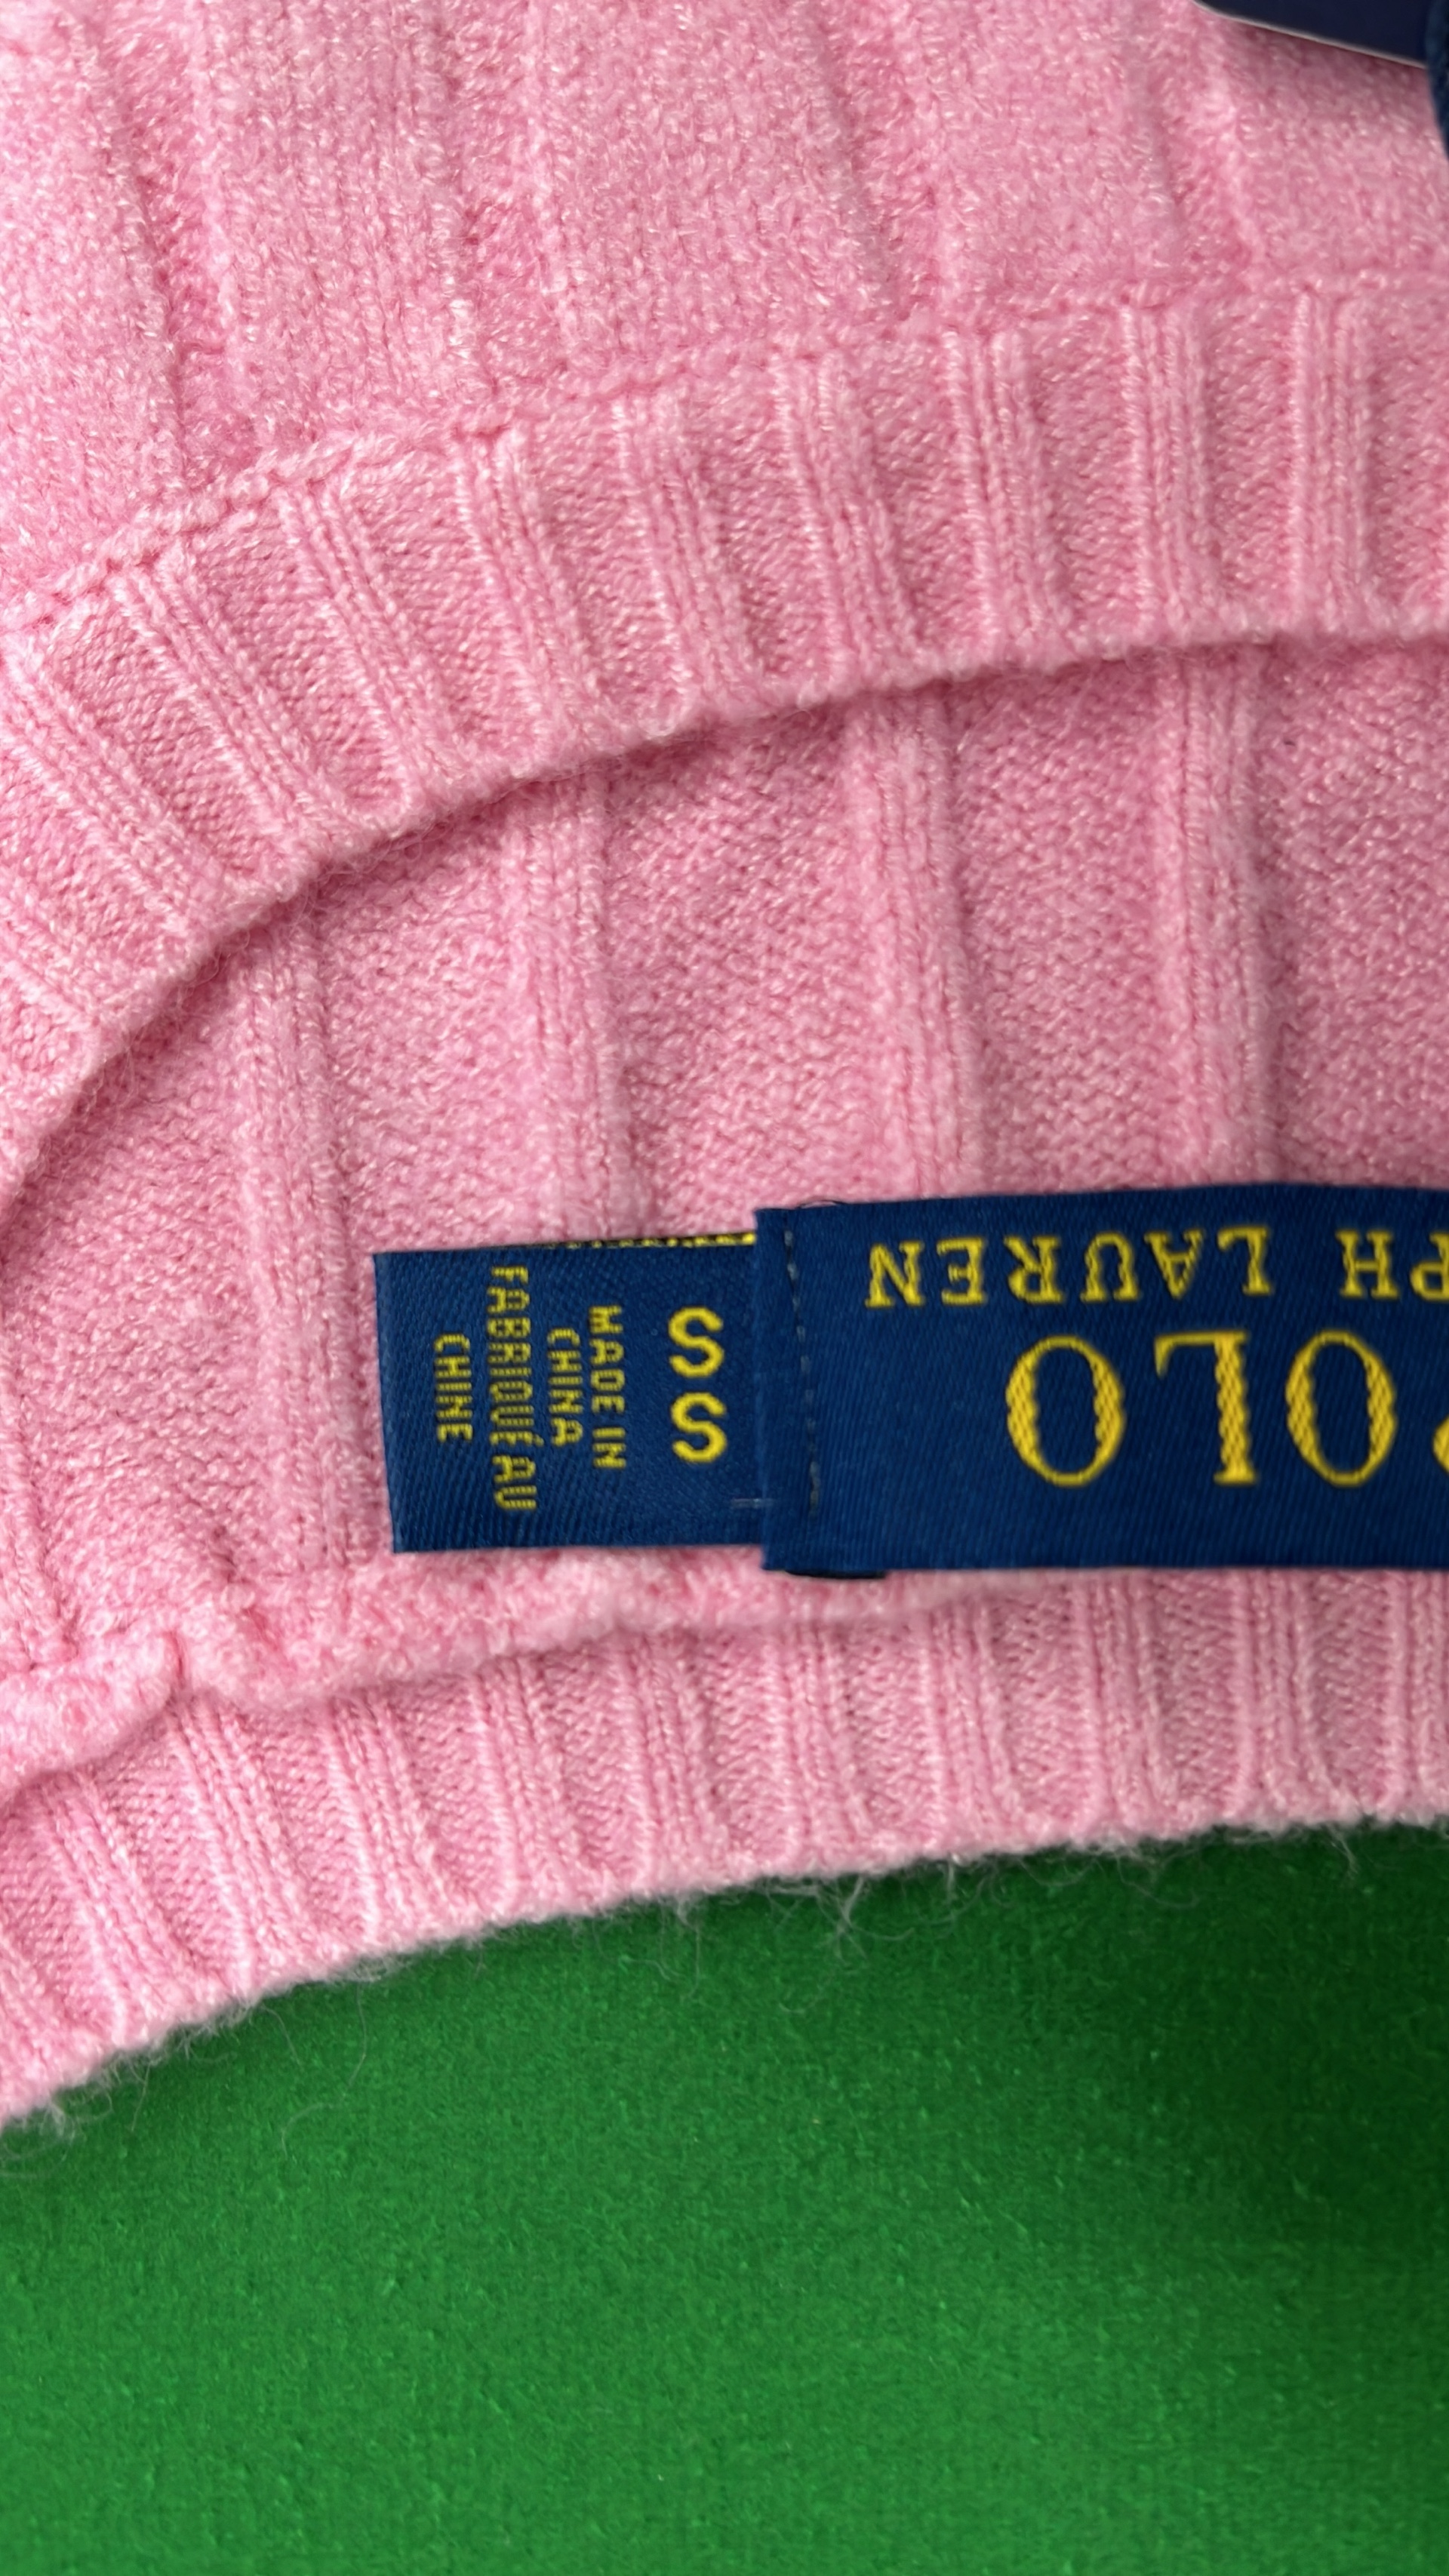 POLO
PH LAUREN
S S
MADE IN
CHINA
FABRIQUÉ AU
CHINE